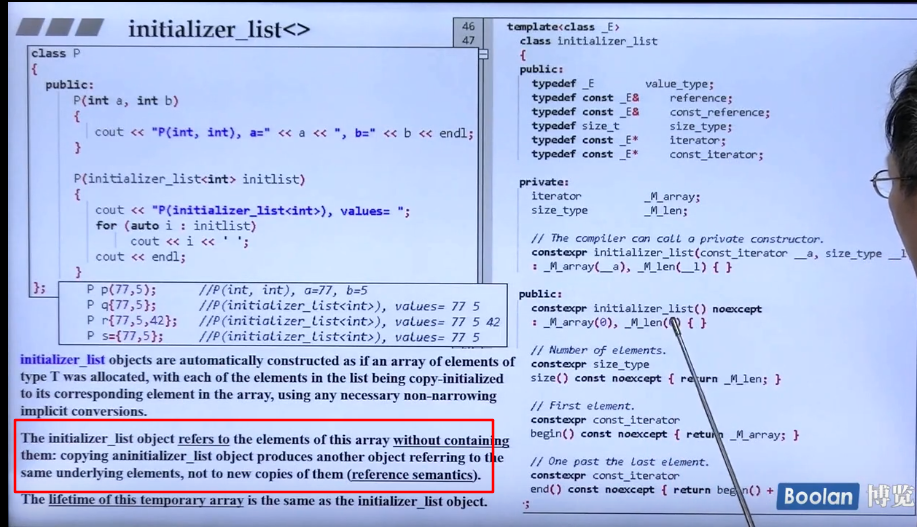 initializer_list<>
class P
{
public:
P(int a, int b)
{
cout << "P(int, int), a=" << a << ", b=" << b << endl;
}
P(initializer_list<int> initlist)
{
cout << "P(initializer_list<int>), values= ";
for (auto i : initlist)
cout << i << ' ';
cout << endl;
}
};
P p(77,5); //P(int, int), a=77, b=5
P q{77,5}; //P(initializer_list<int>), values= 77 5
P r{77,5,42}; //P(initializer_list<int>), values= 77 5 42
P s={77,5}; //P(initializer_list<int>), values= 77 5
initializer_list objects are automatically constructed as if an array of elements of
type T was allocated, with each of the elements in the list being copy-initialized
to its corresponding element in the array, using any necessary non-narrowing
implicit conversions.
The initializer_list object refers to the elements of this array without containing
them: copying aninitializer_list object produces another object referring to the
same underlying elements, not to new copies of them (reference semantics).
The lifetime of this temporary array is the same as the initializer_list object.
46
47
template<class _E>
class initializer_list
{
public:
typedef _E value_type;
typedef const _E& reference;
typedef const _E& const_reference;
typedef size_t size_type;
typedef const _E* iterator;
typedef const _E* const_iterator;
private:
iterator _M_array;
size_type _M_len;
// The compiler can call a private constructor.
constexpr initializer_list(const_iterator __a, size_type __l
: _M_array(__a), _M_len(__l) { }
public:
constexpr initializer_list() noexcept
: _M_array(0), _M_len( ) { }
// Number of elements.
constexpr size_type
size() const noexcept { return _M_len; }
// First element.
constexpr const_iterator
begin() const noexcept { return _M_array; }
// One past the last element.
constexpr const_iterator
end() const noexcept { return begin() +
};
Boolan 博览